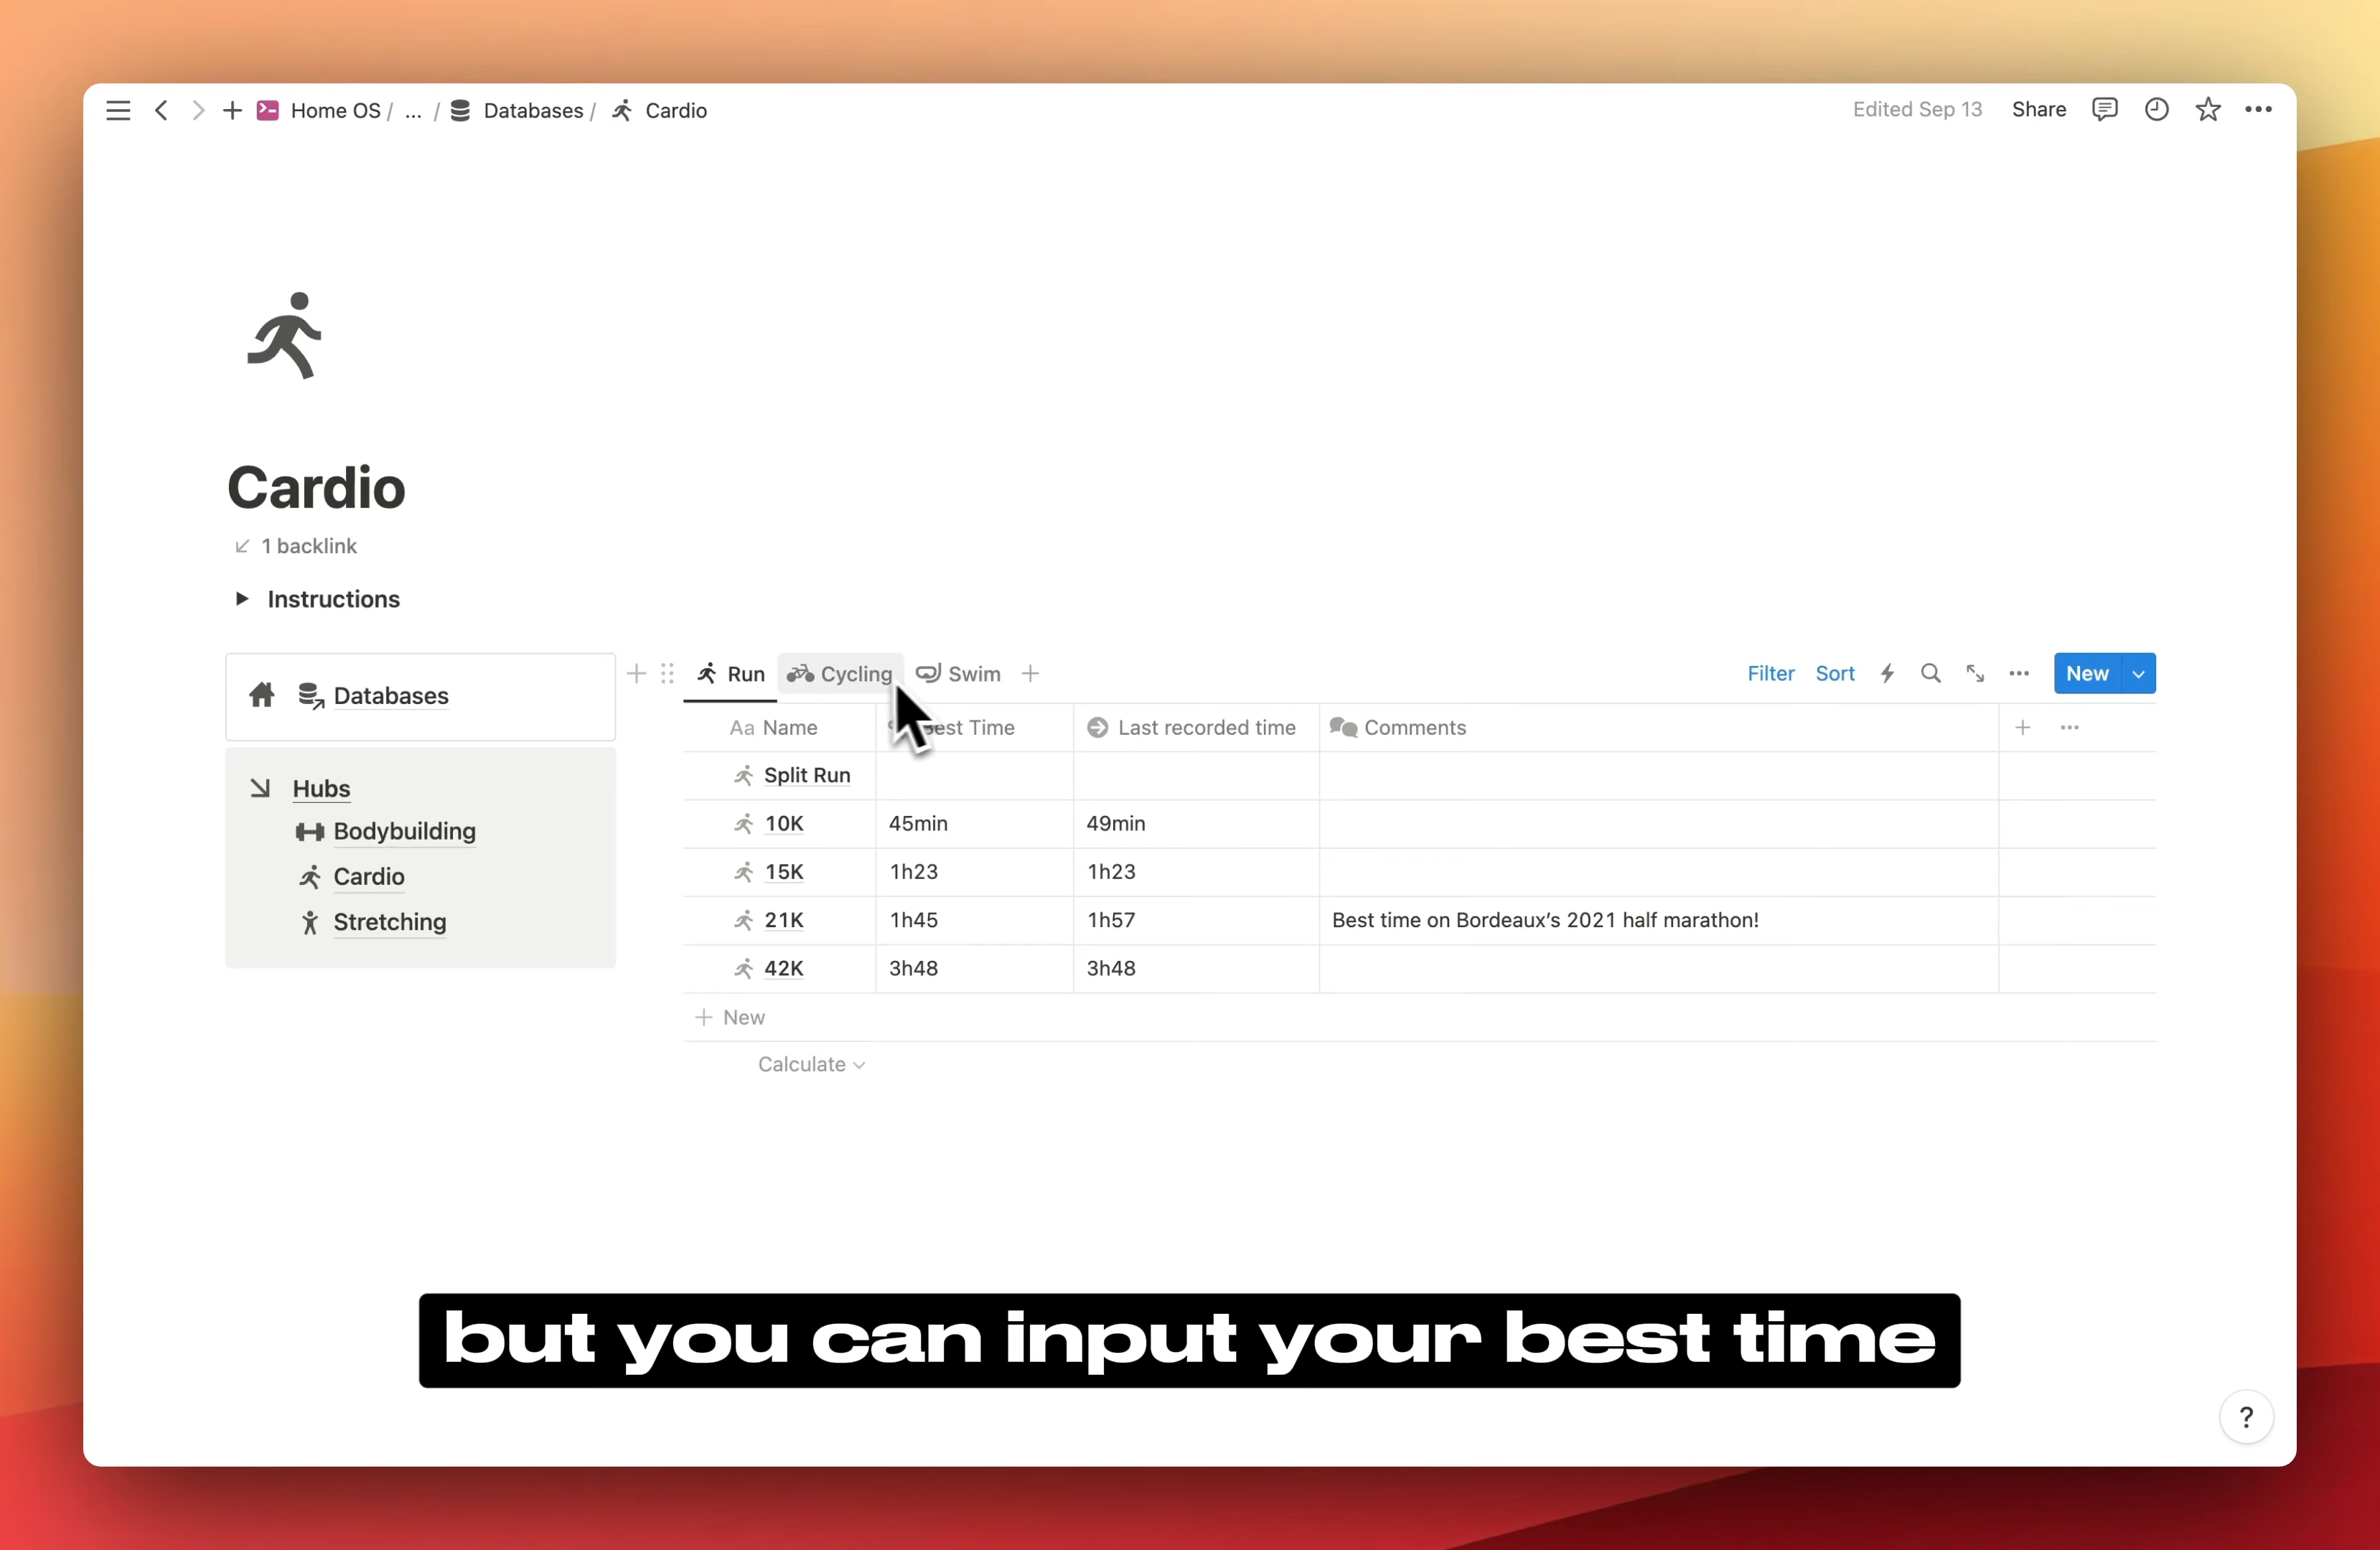 Home OS / ... / Databases / Cardio
Edited Sep 13 Share
Cardio
1 backlink
Instructions
Databases
Hubs
Bodybuilding
Cardio
Stretching
Run Cycling Swim
Filter Sort New
Aa Name Best Time Last recorded time Comments
Split Run
10K 45min 49min
15K 1h23 1h23
21K 1h45 1h57 Best time on Bordeaux’s 2021 half marathon!
42K 3h48 3h48
New
Calculate
but you can input your best time
?